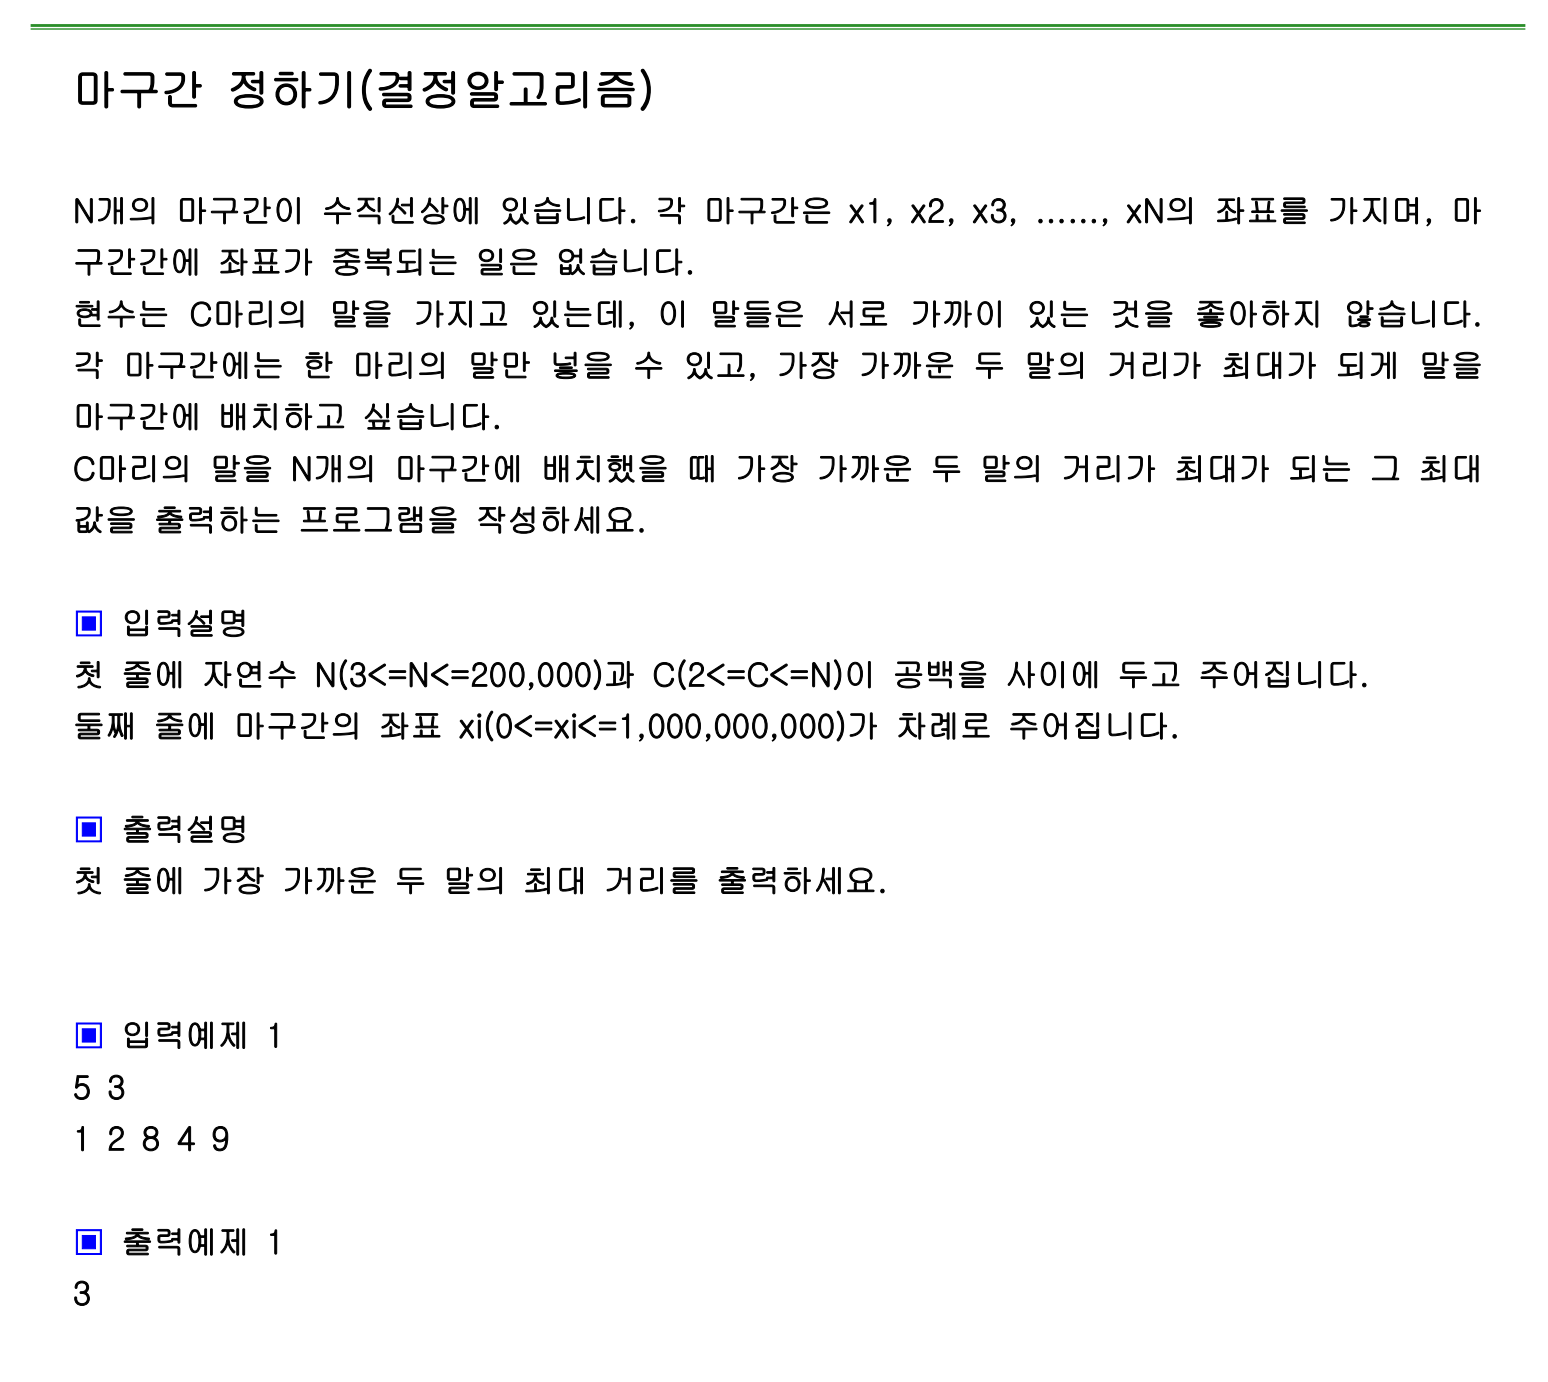 마구간 정하기(결정알고리즘)
N개의 마구간이 수직선상에 있습니다. 각 마구간은 x1, x2, x3, ......, xN의 좌표를 가지며, 마
구간간에 좌표가 중복되는 일은 없습니다.
현수는 C마리의 말을 가지고 있는데, 이 말들은 서로 가까이 있는 것을 좋아하지 않습니다.
각 마구간에는 한 마리의 말만 넣을 수 있고, 가장 가까운 두 말의 거리가 최대가 되게 말을
마구간에 배치하고 싶습니다.
C마리의 말을 N개의 마구간에 배치했을 때 가장 가까운 두 말의 거리가 최대가 되는 그 최대
값을 출력하는 프로그램을 작성하세요.
▣ 입력설명
첫 줄에 자연수 N(3<=N<=200,000)과 C(2<=C<=N)이 공백을 사이에 두고 주어집니다.
둘째 줄에 마구간의 좌표 xi(0<=xi<=1,000,000,000)가 차례로 주어집니다.
▣ 출력설명
첫 줄에 가장 가까운 두 말의 최대 거리를 출력하세요.
▣ 입력예제 1
5 3
1 2 8 4 9
▣ 출력예제 1
3